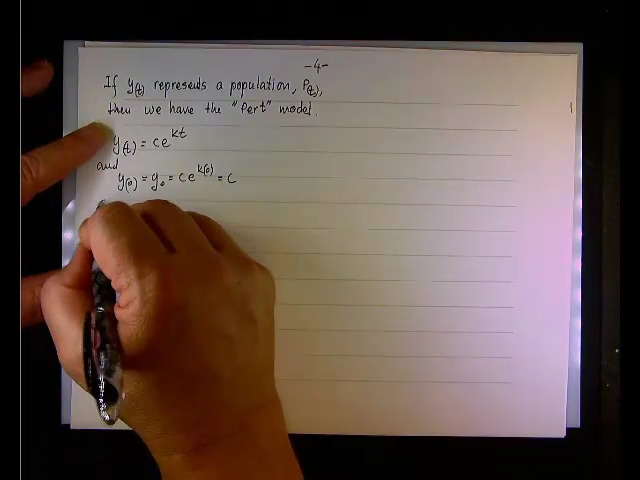 -4-
If y(t) represents a population, P(t),
then we have the "Pert" model.
y(t) = ce^{kt}
and
y(0) = y₀ = ce^{k(0)} = c